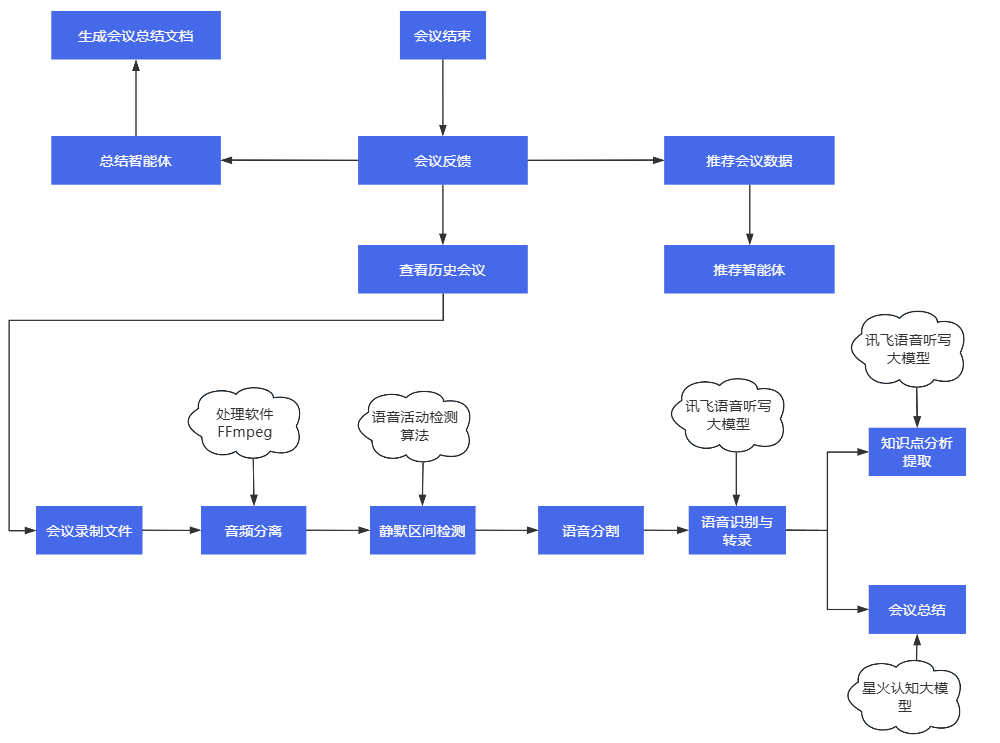 生成会议总结文档
会议结束
总结智能体
会议反馈
推荐会议数据
查看历史会议
推荐智能体
讯飞语音听写
大模型
处理软件
FFmpeg
语音活动检测
算法
讯飞语音听写
大模型
知识点分析
提取
会议录制文件
音频分离
静默区间检测
语音分割
语音识别与
转录
会议总结
星火认知大模
型